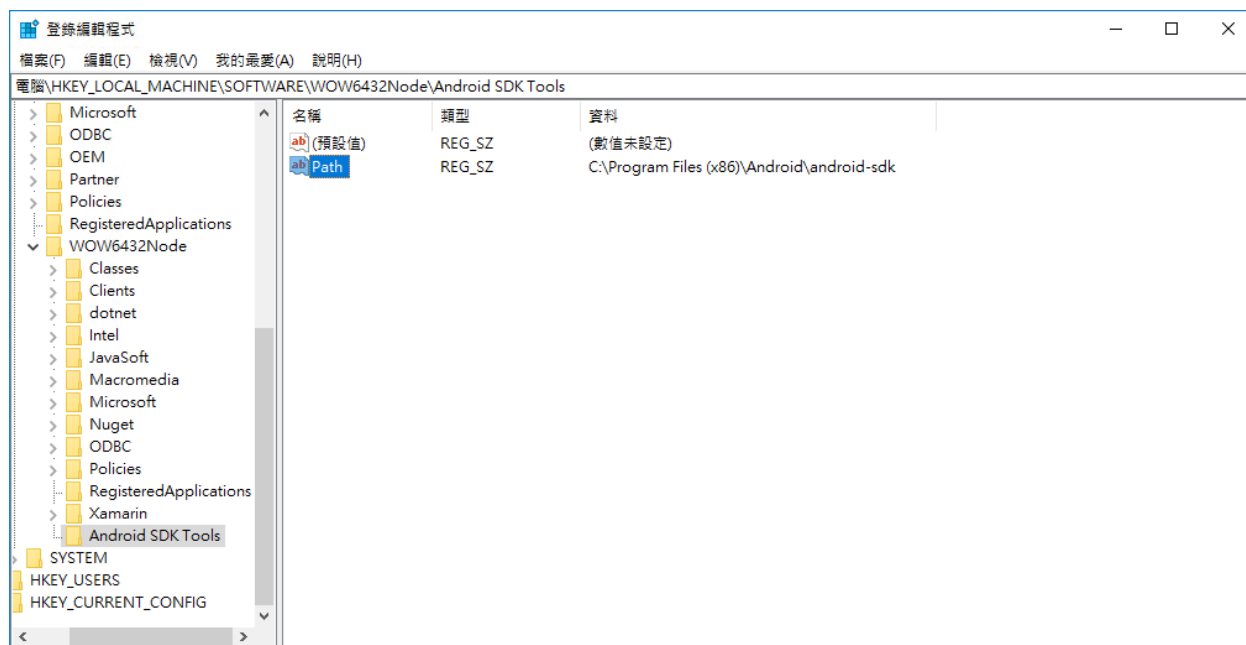 登錄編輯程式
檔案(F) 編輯(E) 檢視(V) 我的最愛(A) 說明(H)
電腦\HKEY_LOCAL_MACHINE\SOFTWARE\WOW6432Node\Android SDK Tools
Microsoft
ODBC
OEM
Partner
Policies
RegisteredApplications
WOW6432Node
Classes
Clients
dotnet
Intel
JavaSoft
Macromedia
Microsoft
Nuget
ODBC
Policies
RegisteredApplications
Xamarin
Android SDK Tools
SYSTEM
HKEY_USERS
HKEY_CURRENT_CONFIG
名稱 類型 資料
ab (預設值) REG_SZ (數值未設定)
ab Path REG_SZ C:\Program Files (x86)\Android\android-sdk